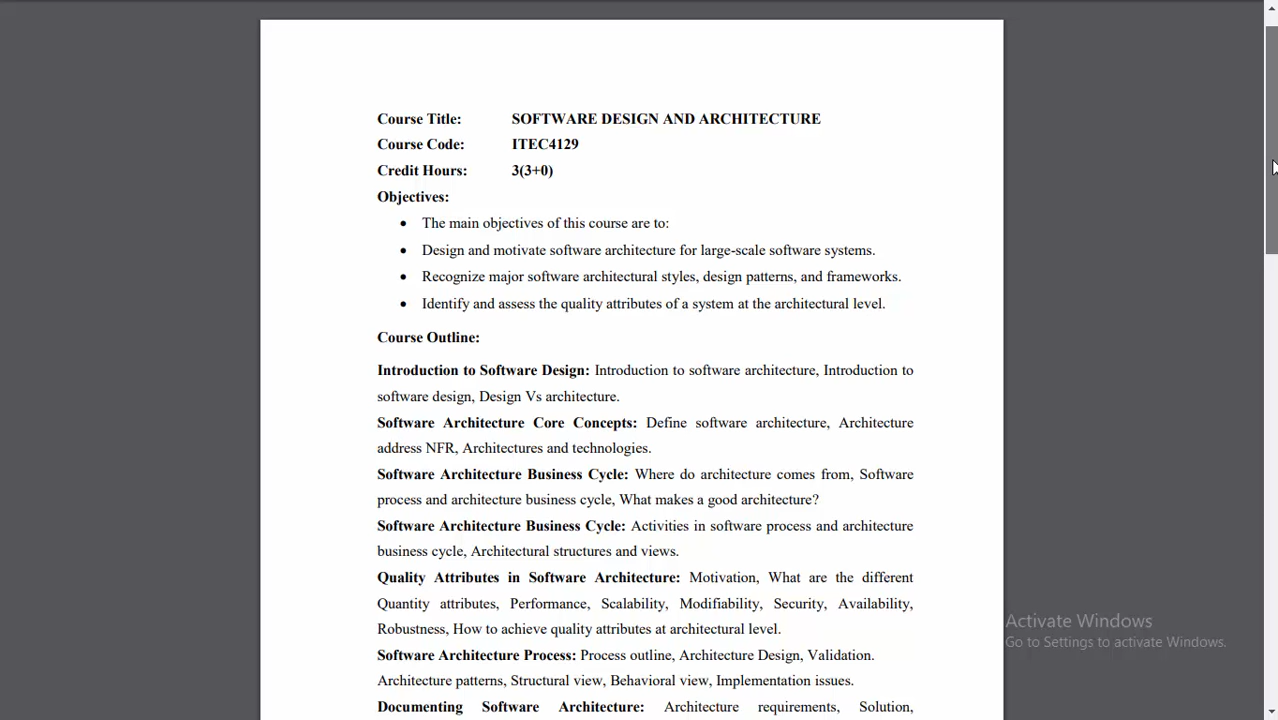 Course Title: SOFTWARE DESIGN AND ARCHITECTURE
Course Code: ITEC4129
Credit Hours: 3(3+0)
Objectives:
• The main objectives of this course are to:
• Design and motivate software architecture for large-scale software systems.
• Recognize major software architectural styles, design patterns, and frameworks.
• Identify and assess the quality attributes of a system at the architectural level.
Course Outline:
Introduction to Software Design: Introduction to software architecture, Introduction to
software design, Design Vs architecture.
Software Architecture Core Concepts: Define software architecture, Architecture
address NFR, Architectures and technologies.
Software Architecture Business Cycle: Where do architecture comes from, Software
process and architecture business cycle, What makes a good architecture?
Software Architecture Business Cycle: Activities in software process and architecture
business cycle, Architectural structures and views.
Quality Attributes in Software Architecture: Motivation, What are the different
Quantity attributes, Performance, Scalability, Modifiability, Security, Availability,
Robustness, How to achieve quality attributes at architectural level.
Software Architecture Process: Process outline, Architecture Design, Validation.
Architecture patterns, Structural view, Behavioral view, Implementation issues.
Documenting Software Architecture: Architecture requirements, Solution,
Activate Windows
Go to Settings to activate Windows.